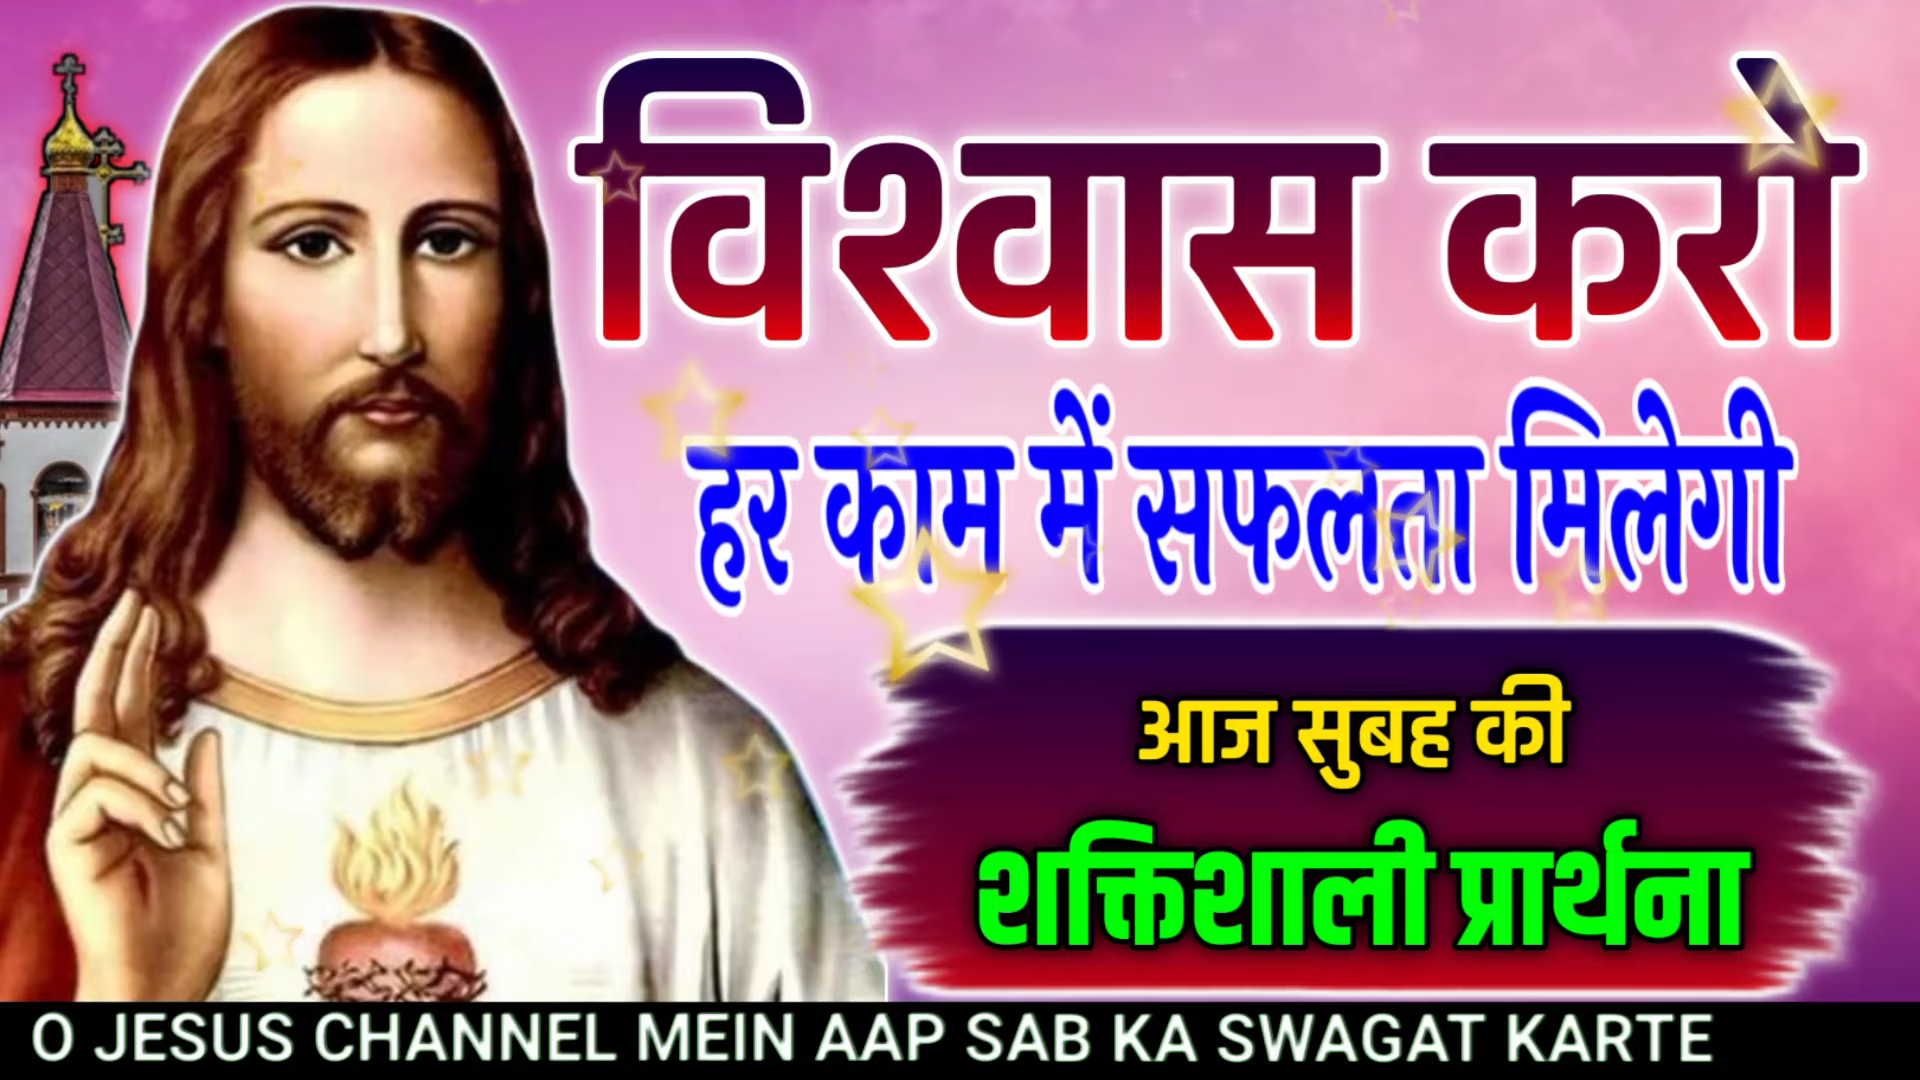 विश्वास करो
हर काम में सफलता मिलेगी
आज सुबह की
शक्तिशाली प्रार्थना
O JESUS CHANNEL MEIN AAP SAB KA SWAGAT KARTE